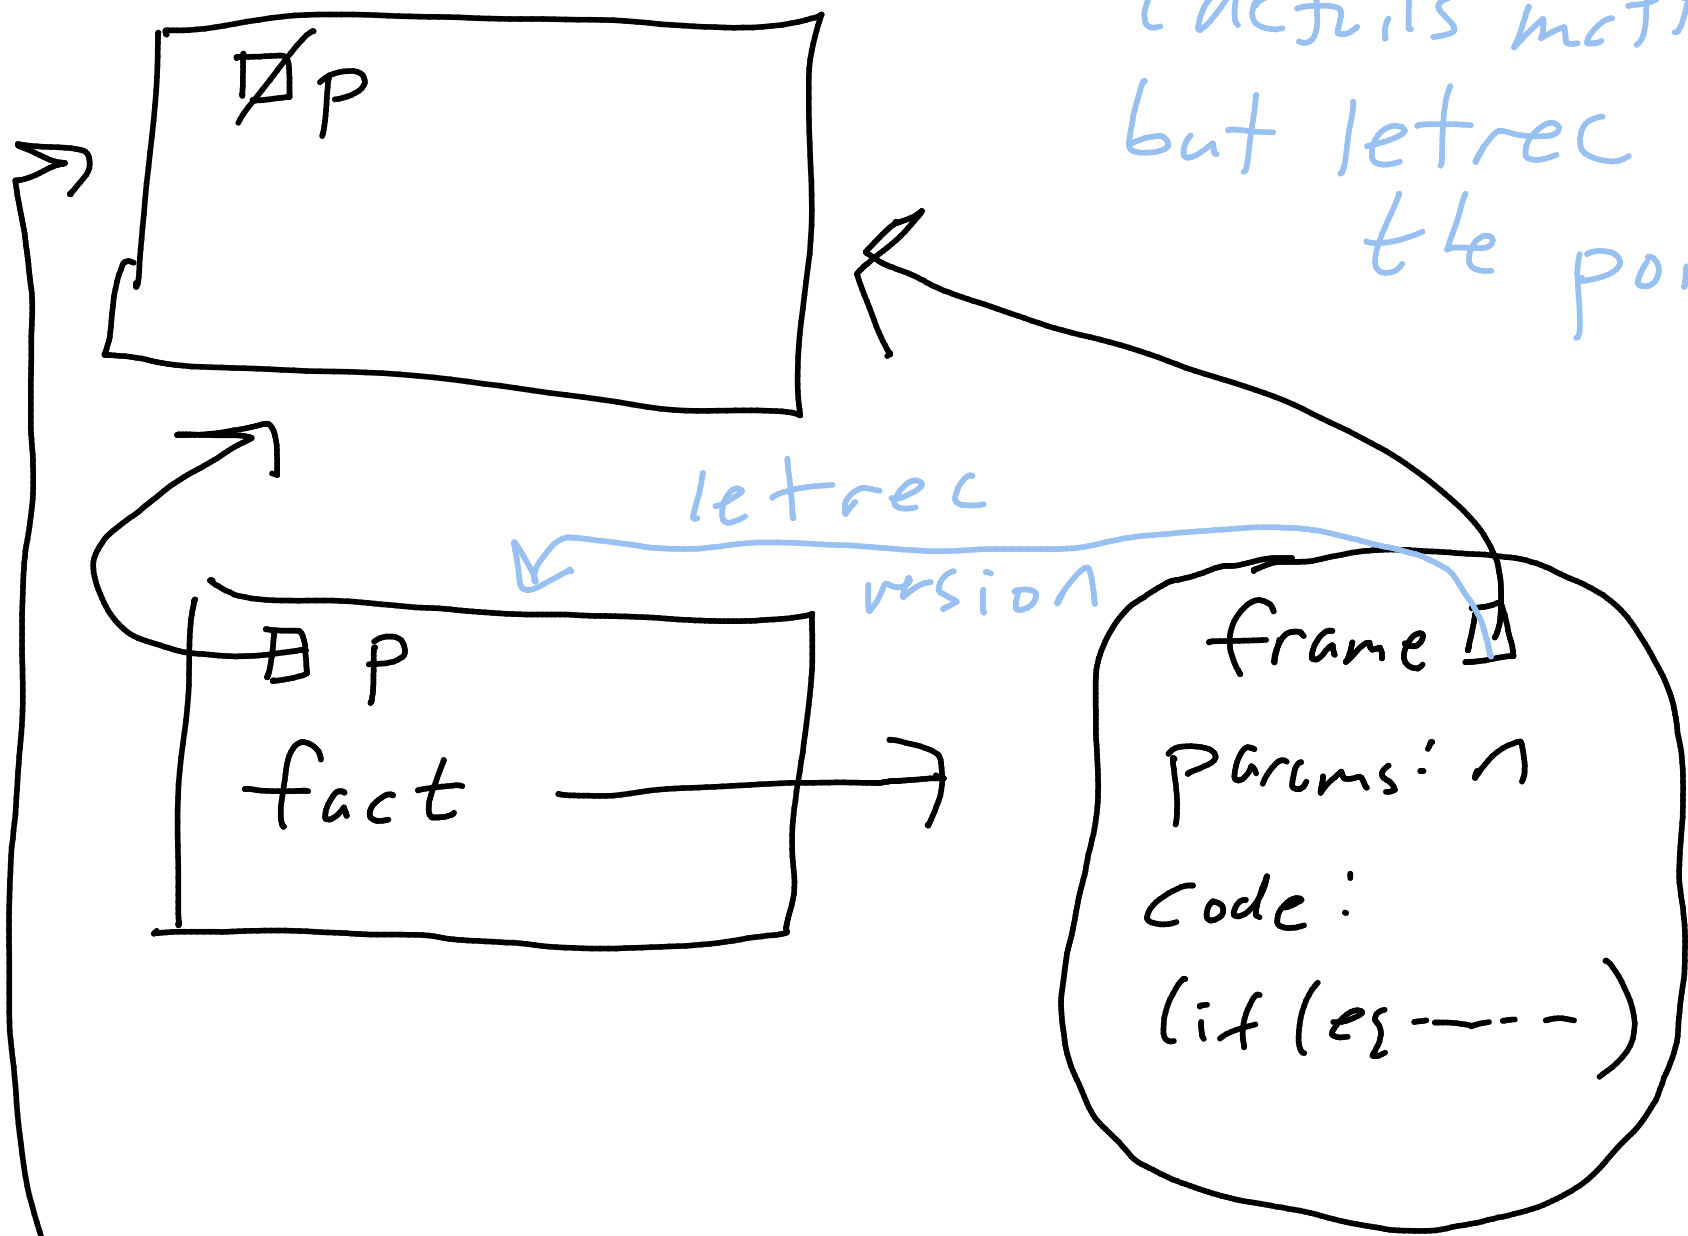 p
but letrec
the
letrec
version
p
fact
frame
params: n
code:
(if (eq ----- )